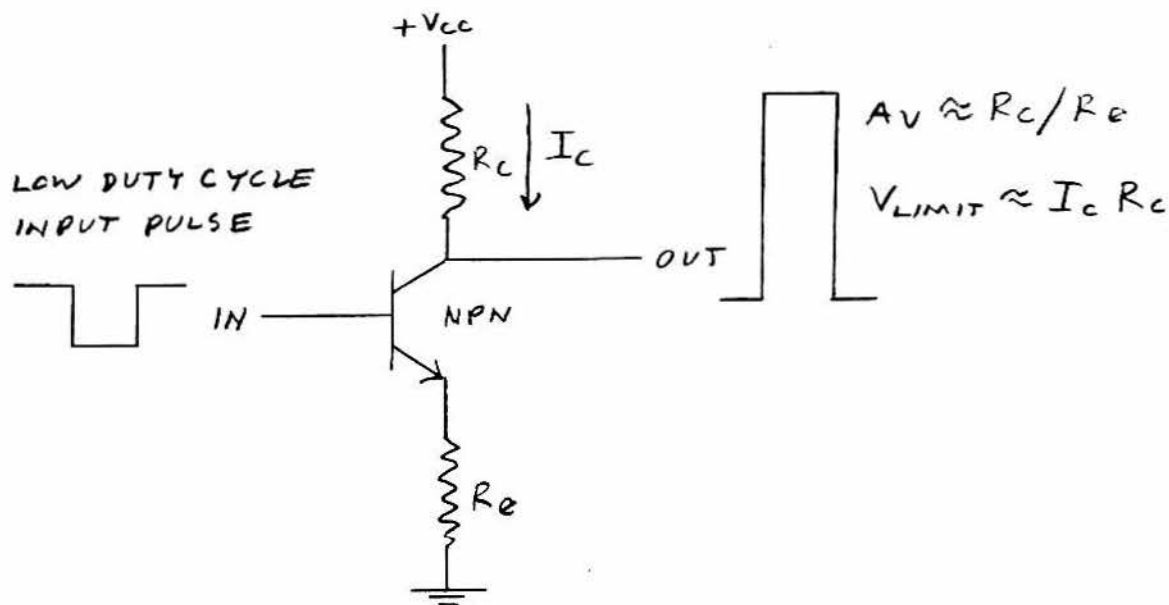 +Vcc
Rc
Ic
Av ≈ Rc/Re
VLIMIT ≈ Ic Rc
LOW DUTY CYCLE
INPUT PULSE
OUT
IN
NPN
Re